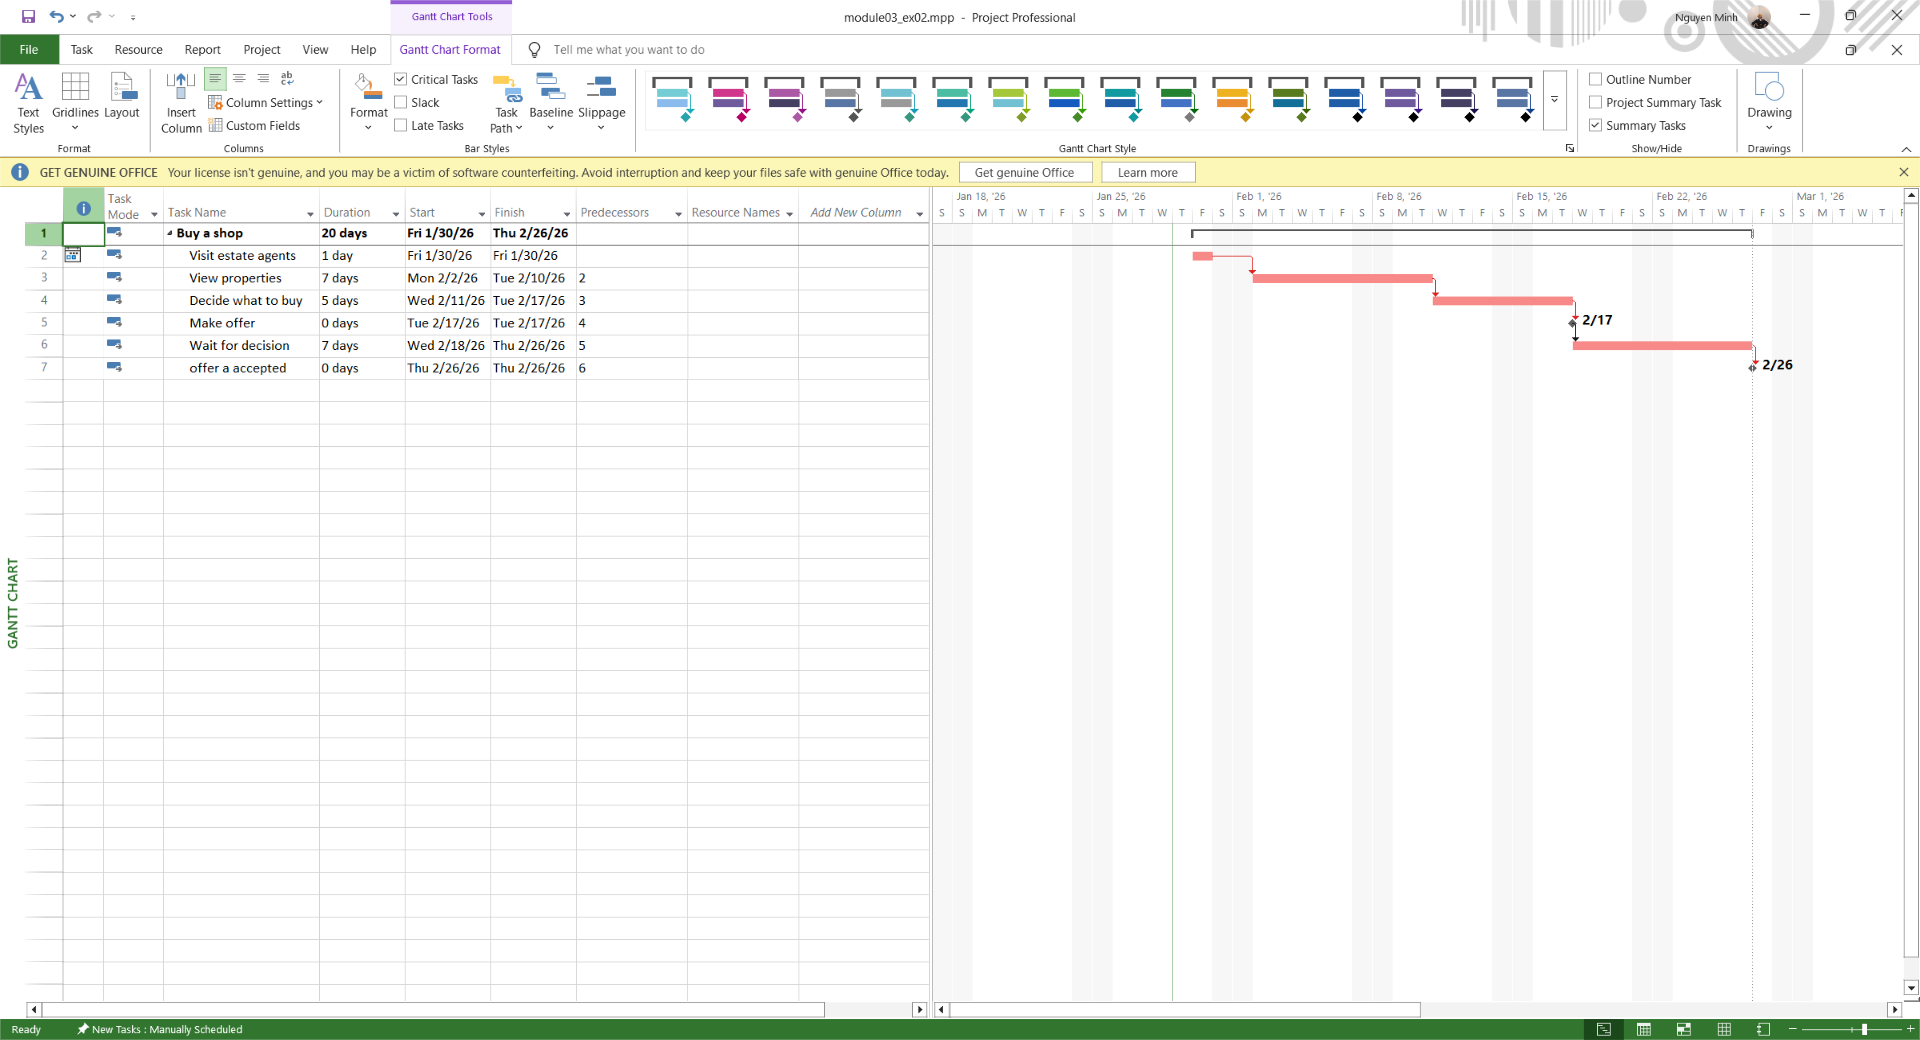 Gantt Chart Tools
module03_ex02.mpp - Project Professional
Nguyen Minh
File Task Resource Report Project View Help Gantt Chart Format Tell me what you want to do
Text Styles
Gridlines
Layout
Format
Insert Column
Column Settings
Custom Fields
Columns
Format
Critical Tasks
Slack
Late Tasks
Task Path
Baseline
Slippage
Bar Styles
Gantt Chart Style
Outline Number
Project Summary Task
Summary Tasks
Show/Hide
Drawing
Drawings
GET GENUINE OFFICE Your license isn't genuine, and you may be a victim of software counterfeiting. Avoid interruption and keep your files safe with genuine Office today. Get genuine Office Learn more
Task Mode Task Name Duration Start Finish Predecessors Resource Names Add New Column
1 Buy a shop 20 days Fri 1/30/26 Thu 2/26/26
2 Visit estate agents 1 day Fri 1/30/26 Fri 1/30/26
3 View properties 7 days Mon 2/2/26 Tue 2/10/26 2
4 Decide what to buy 5 days Wed 2/11/26 Tue 2/17/26 3
5 Make offer 0 days Tue 2/17/26 Tue 2/17/26 4
6 Wait for decision 7 days Wed 2/18/26 Thu 2/26/26 5
7 offer a accepted 0 days Thu 2/26/26 Thu 2/26/26 6
Jan 18, '26 Jan 25, '26 Feb 1, '26 Feb 8, '26 Feb 15, '26 Feb 22, '26 Mar 1, '26
S S M T W T F S S M T W T F S S M T W T F S S M T W T F S S M T W T F S S M T W T F S S M T W T F
2/17
2/26
GANTT CHART
Ready New Tasks : Manually Scheduled